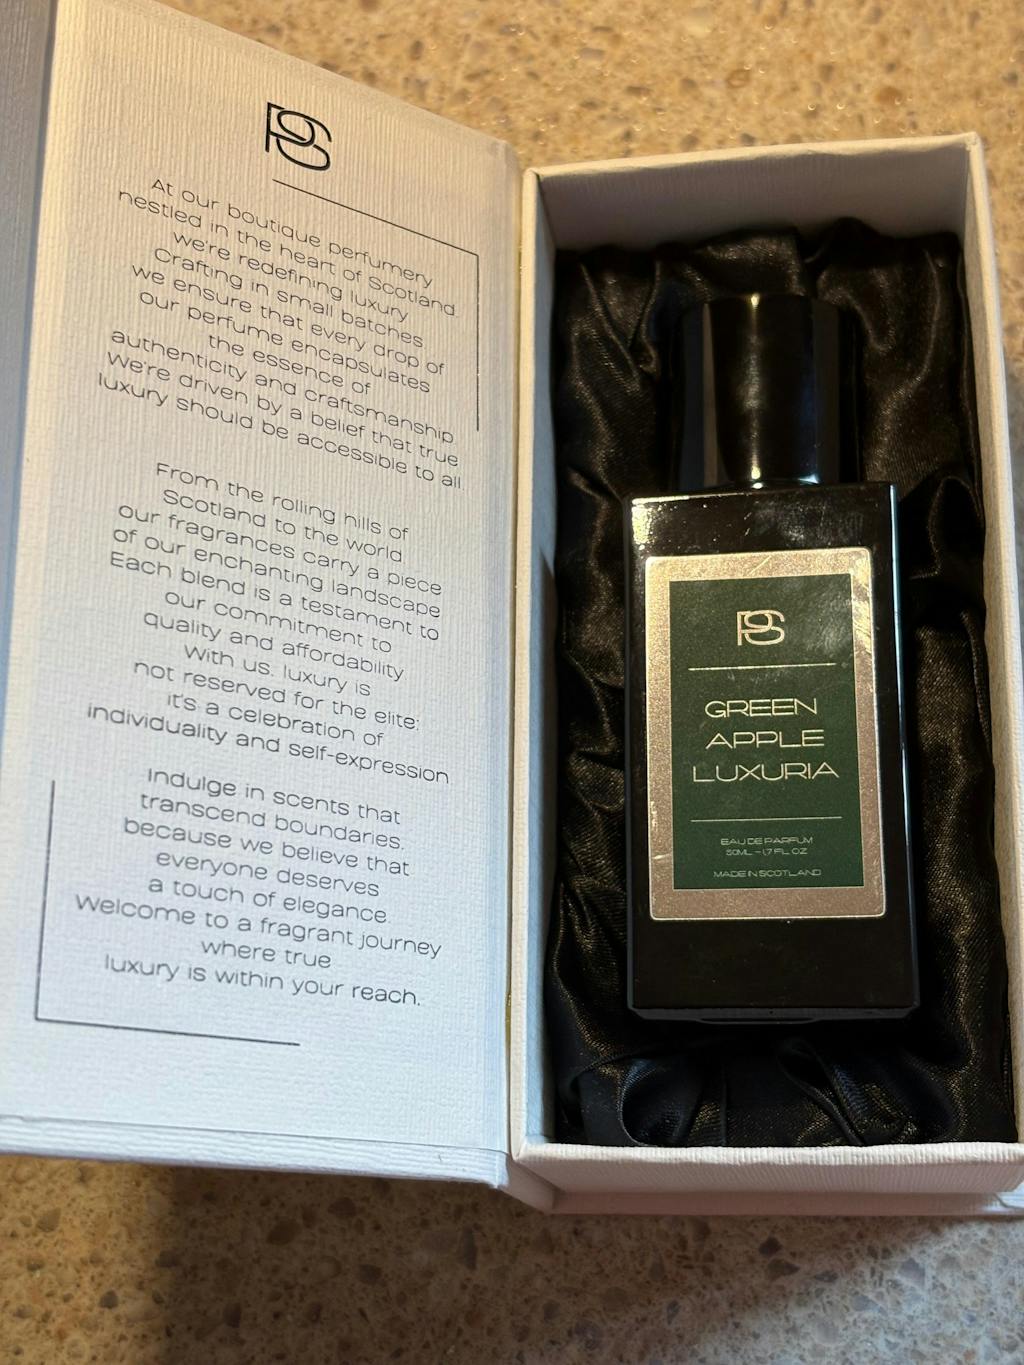 PS
At our boutique perfumery
nestled in the heart of Scotland.
we're redefining luxury
Crafting in small batches
we ensure that every drop of
our perfume encapsulates
the essence of
authenticity and craftsmanship
We're driven by a belief that true
luxury should be accessible to all.
From the rolling hills of
Scotland to the world
our fragrances carry a piece
of our enchanting landscape
Each blend is a testament to
our commitment to
quality and affordability
With us. luxury is
not reserved for the elite:
it's a celebration of
individuality and self-expression
Indulge in scents that
transcend boundaries.
because we believe that
everyone deserves
a touch of elegance.
Welcome to a fragrant journey
where true
luxury is within your reach.
PS
GREEN
APPLE
LUXURIA
EAU DE PARFUM
50ML - 1,7 FL OZ
MADE IN SCOTLAND